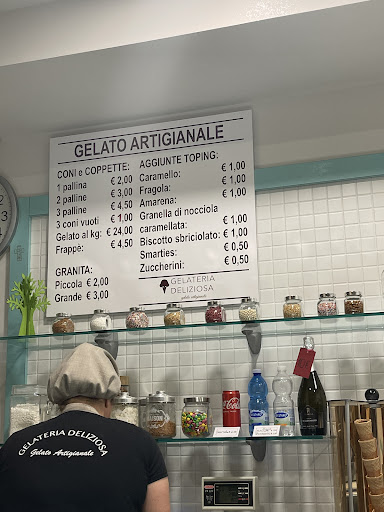 GELATO ARTIGIANALE
CONI e COPPETTE:
1 pallina € 2,00
2 palline € 3,00
3 palline € 4,50
3 coni vuoti € 1,00
Gelato al kg: € 24,00
Frappè: € 4,50
GRANITA:
Piccola € 2,00
Grande € 3,00
AGGIUNTE TOPING:
Caramello: € 1,00
Fragola: € 1,00
Amarena: € 1,00
Granella di nocciola
caramellata: € 1,00
Biscotto sbriciolato: € 1,00
Smarties: € 0,50
Zuccherini: € 0,50
GELATERIA
DELIZIOSA
gelato artigianale
GELATERIA DELIZIOSA
Gelato Artigianale